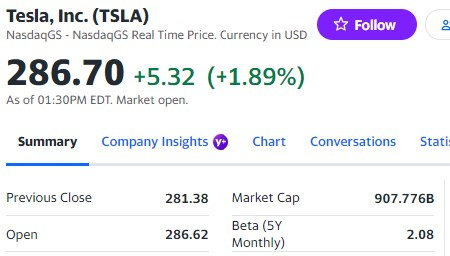 Tesla, Inc. (TSLA)
NasdaqGS - NasdaqGS Real Time Price. Currency in USD
Follow
286.70 +5.32 (+1.89%)
As of 01:30PM EDT. Market open.
Summary Company Insights Y+ Chart Conversations Statis
Previous Close 281.38
Market Cap 907.776B
Open 286.62
Beta (5Y
Monthly) 2.08